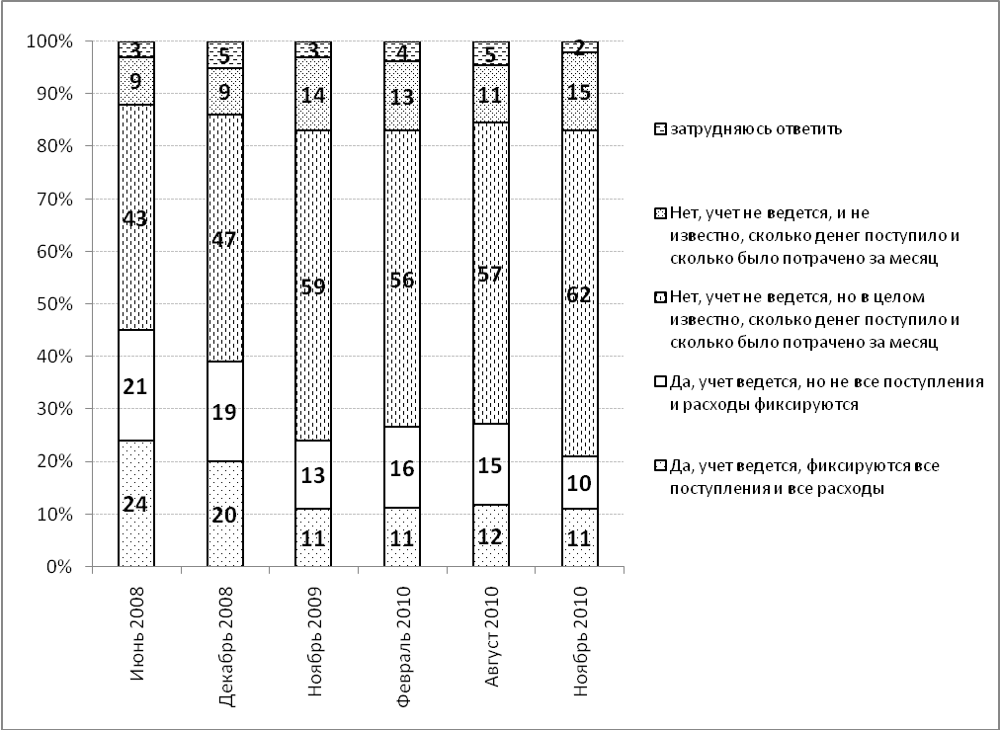 100%
90%
80%
70%
60%
50%
40%
30%
20%
10%
0%
3
5
3
4
5
2
9
9
14
13
11
15
43
47
59
56
57
62
21
19
13
16
15
10
24
20
11
11
12
11
Июнь 2008
Декабрь 2008
Ноябрь 2009
Февраль 2010
Август 2010
Ноябрь 2010
затрудняюсь ответить
Нет, учет не ведется, и не
известно, сколько денег поступило и
сколько было потрачено за месяц
Нет, учет не ведется, но в целом
известно, сколько денег поступило и
сколько было потрачено за месяц
Да, учет ведется, но не все поступления
и расходы фиксируются
Да, учет ведется, фиксируются все
поступления и все расходы